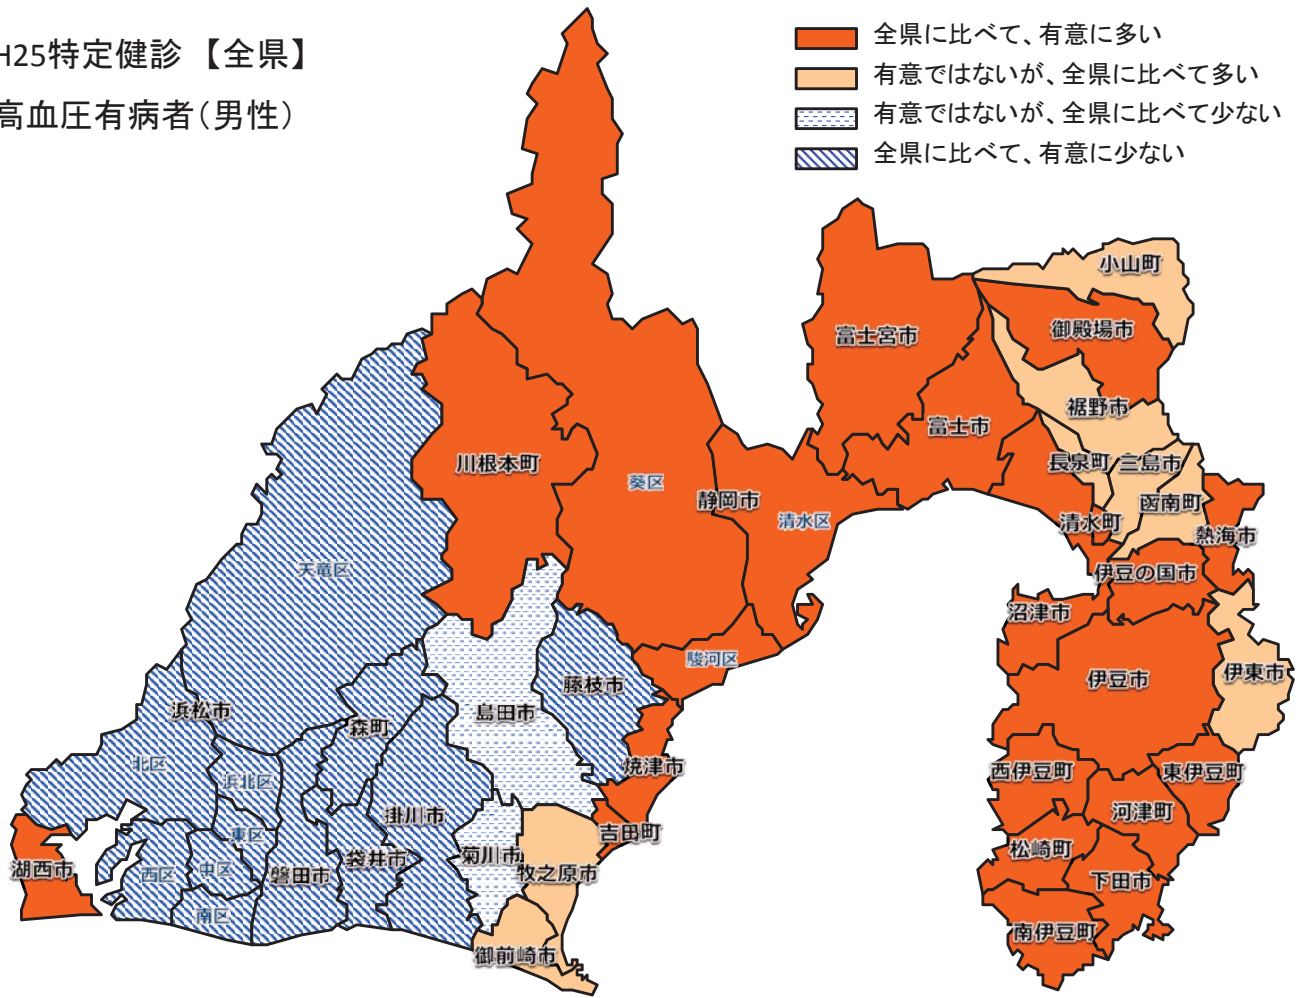 H25特定健診 【全県】
高血圧有病者(男性)
全県に比べて、有意に多い
有意ではないが、全県に比べて多い
有意ではないが、全県に比べて少ない
全県に比べて、有意に少ない
小山町
御殿場市
富士宮市
裾野市
富士市
長泉町
三島市
川根本町
葵区
静岡市
函南町
清水区
清水町
熱海市
天竜区
伊豆の国市
沼津市
駿河区
伊東市
伊豆市
藤枝市
浜松市
島田市
森町
北区
焼津市
西伊豆町
東伊豆町
浜北区
河津町
掛川市
東区
吉田町
松崎町
菊川市
袋井市
湖西市
中区
西区
磐田市
牧之原市
下田市
南区
南伊豆町
御前崎市